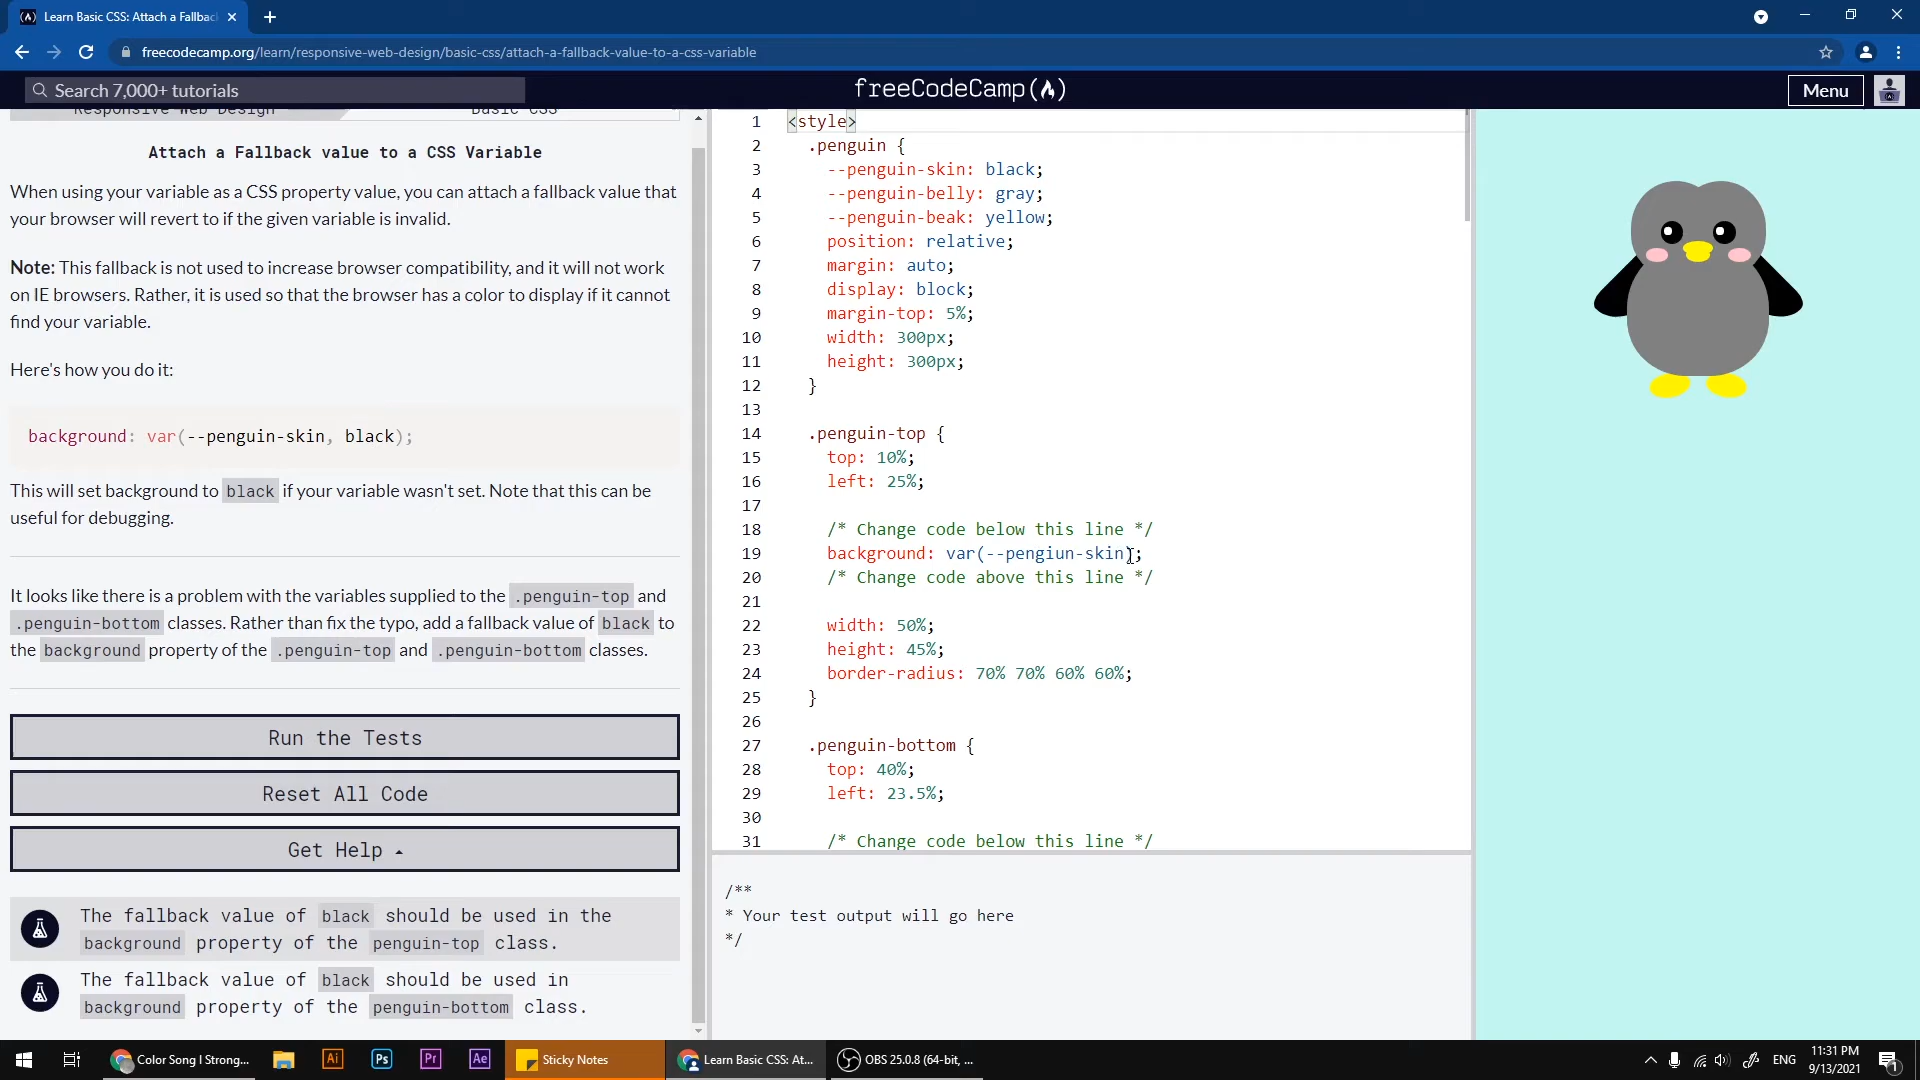 Learn Basic CSS: Attach a Fallbac
freecodecamp.org/learn/responsive-web-design/basic-css/attach-a-fallback-value-to-a-css-variable
Search 7,000+ tutorials
freeCodeCamp
Menu
Responsive Web Design
Basic CSS
Attach a Fallback value to a CSS Variable
When using your variable as a CSS property value, you can attach a fallback value that
your browser will revert to if the given variable is invalid.
Note: This fallback is not used to increase browser compatibility, and it will not work
on IE browsers. Rather, it is used so that the browser has a color to display if it cannot
find your variable.
Here's how you do it:
background: var(--penguin-skin, black);
This will set background to black if your variable wasn't set. Note that this can be
useful for debugging.
It looks like there is a problem with the variables supplied to the .penguin-top and
.penguin-bottom classes. Rather than fix the typo, add a fallback value of black to
the background property of the .penguin-top and .penguin-bottom classes.
Run the Tests
Reset All Code
Get Help
The fallback value of black should be used in the
background property of the penguin-top class.
The fallback value of black should be used in
background property of the penguin-bottom class.
1 <style>
2 .penguin {
3 --penguin-skin: black;
4 --penguin-belly: gray;
5 --penguin-beak: yellow;
6 position: relative;
7 margin: auto;
8 display: block;
9 margin-top: 5%;
10 width: 300px;
11 height: 300px;
12 }
13
14 .penguin-top {
15 top: 10%;
16 left: 25%;
17
18 /* Change code below this line */
19 background: var(--pengiun-skin);
20 /* Change code above this line */
21
22 width: 50%;
23 height: 45%;
24 border-radius: 70% 70% 60% 60%;
25 }
26
27 .penguin-bottom {
28 top: 40%;
29 left: 23.5%;
30
31 /* Change code below this line */
/**
* Your test output will go here
*/
Color Song I Strong...
Ai
Ps
Pr
Ae
Sticky Notes
Learn Basic CSS: At...
OBS 25.0.8 (64-bit, ...
ENG
11:31 PM
9/13/2021
1